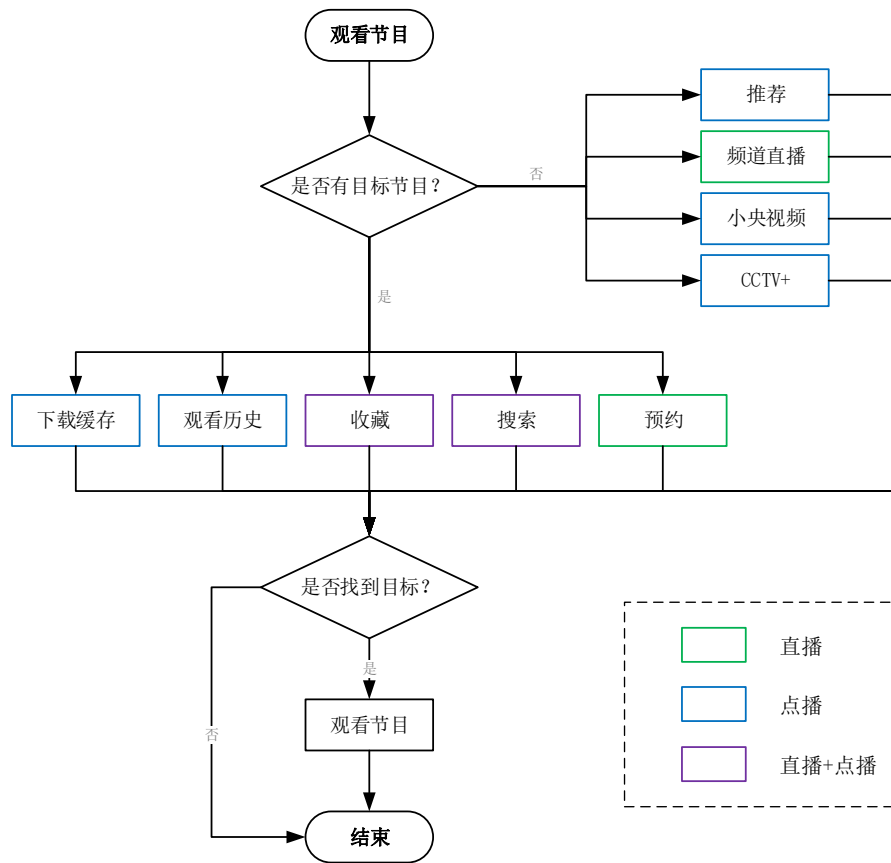 观看节目
推荐
频道直播
是否有目标节目?
否
小央视频
CCTV+
是
下载缓存
观看历史
收藏
搜索
预约
是否找到目标?
直播
是
点播
观看节目
否
直播+点播
结束